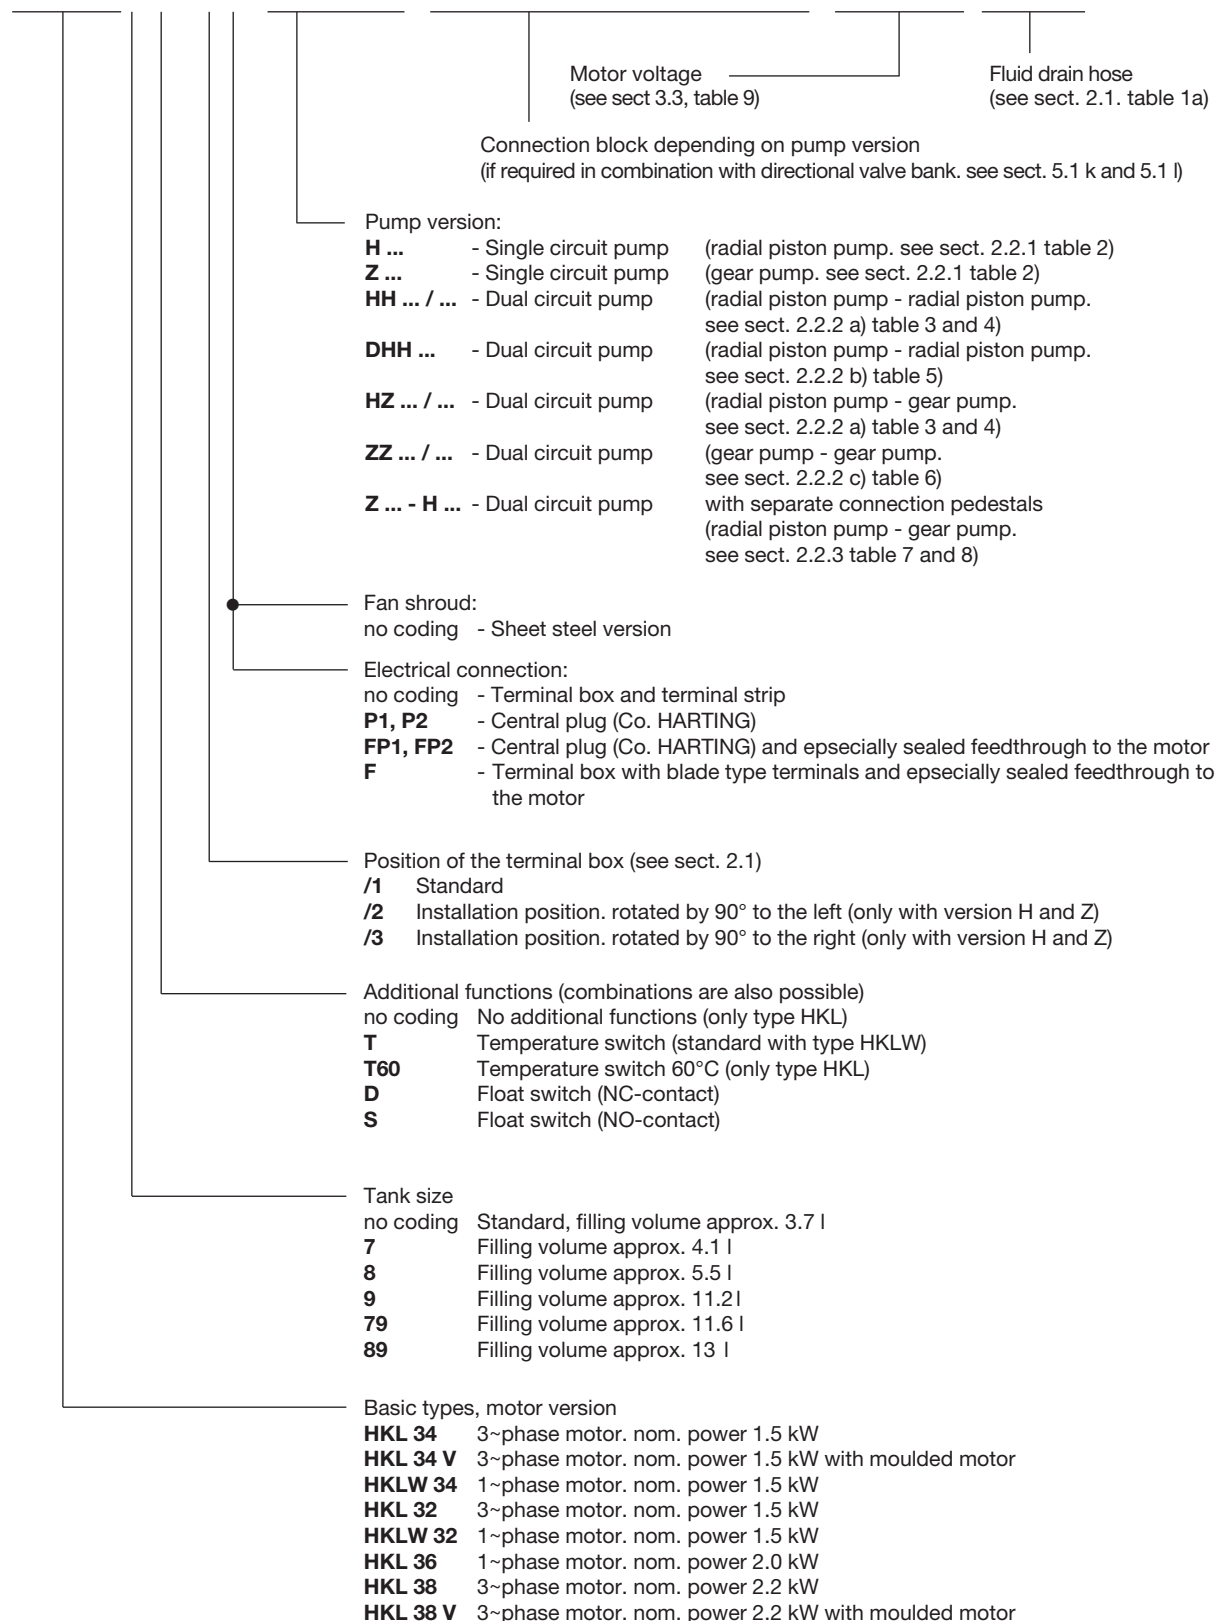 Motor voltage
(see sect 3.3, table 9)
Fluid drain hose
(see sect. 2.1. table 1a)
Connection block depending on pump version
(if required in combination with directional valve bank. see sect. 5.1 k and 5.1 l)
Pump version:
H ... - Single circuit pump (radial piston pump. see sect. 2.2.1 table 2)
Z ... - Single circuit pump (gear pump. see sect. 2.2.1 table 2)
HH ... / ... - Dual circuit pump (radial piston pump - radial piston pump.
see sect. 2.2.2 a) table 3 and 4)
DHH ... - Dual circuit pump (radial piston pump - radial piston pump.
see sect. 2.2.2 b) table 5)
HZ ... / ... - Dual circuit pump (radial piston pump - gear pump.
see sect. 2.2.2 a) table 3 and 4)
ZZ ... / ... - Dual circuit pump (gear pump - gear pump.
see sect. 2.2.2 c) table 6)
Z ... - H ... - Dual circuit pump with separate connection pedestals
(radial piston pump - gear pump.
see sect. 2.2.3 table 7 and 8)
Fan shroud:
no coding - Sheet steel version
Electrical connection:
no coding - Terminal box and terminal strip
P1, P2 - Central plug (Co. HARTING)
FP1, FP2 - Central plug (Co. HARTING) and epsecially sealed feedthrough to the motor
F - Terminal box with blade type terminals and epsecially sealed feedthrough to
the motor
Position of the terminal box (see sect. 2.1)
/1 Standard
/2 Installation position. rotated by 90° to the left (only with version H and Z)
/3 Installation position. rotated by 90° to the right (only with version H and Z)
Additional functions (combinations are also possible)
no coding No additional functions (only type HKL)
T Temperature switch (standard with type HKLW)
T60 Temperature switch 60°C (only type HKL)
D Float switch (NC-contact)
S Float switch (NO-contact)
Tank size
no coding Standard, filling volume approx. 3.7 l
7 Filling volume approx. 4.1 l
8 Filling volume approx. 5.5 l
9 Filling volume approx. 11.2 l
79 Filling volume approx. 11.6 l
89 Filling volume approx. 13 l
Basic types, motor version
HKL 34 3~phase motor. nom. power 1.5 kW
HKL 34 V 3~phase motor. nom. power 1.5 kW with moulded motor
HKLW 34 1~phase motor. nom. power 1.5 kW
HKL 32 3~phase motor. nom. power 1.5 kW
HKLW 32 1~phase motor. nom. power 1.5 kW
HKL 36 1~phase motor. nom. power 2.0 kW
HKL 38 3~phase motor. nom. power 2.2 kW
HKL 38 V 3~phase motor. nom. power 2.2 kW with moulded motor